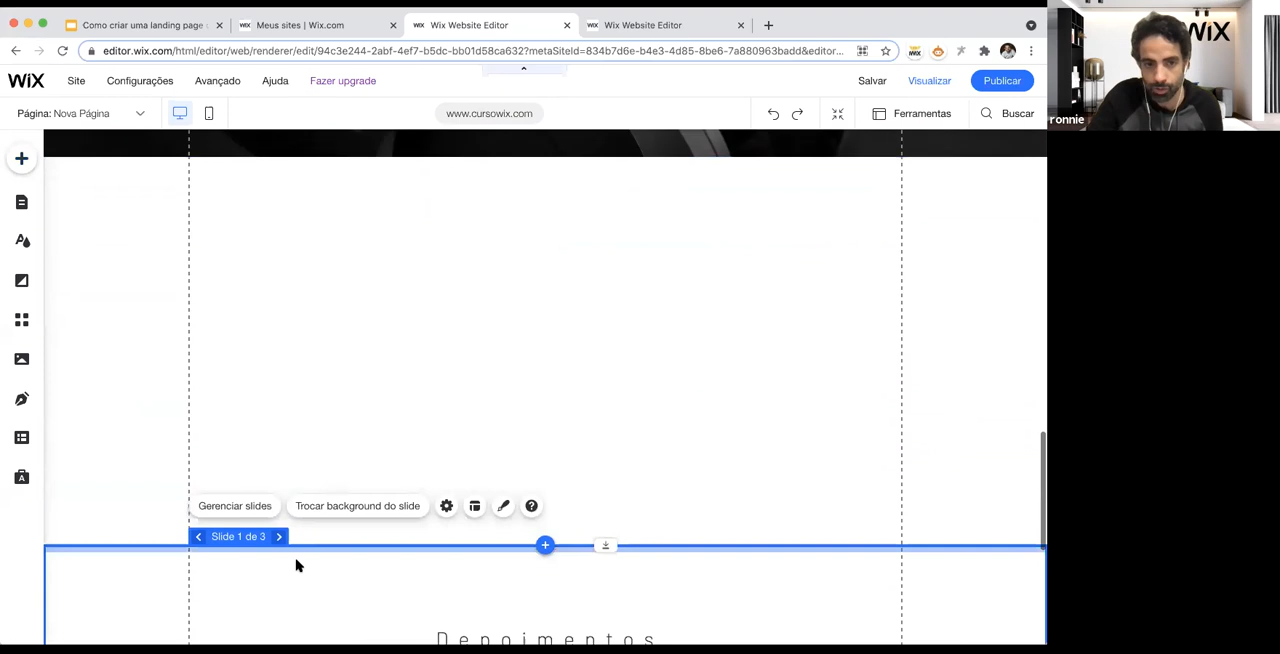 Como criar uma landing page
Meus sites | Wix.com
Wix Website Editor
Wix Website Editor
editor.wix.com/html/editor/web/renderer/edit/94c3e244-2abf-4ef7-b5dc-bb01d58ca632?metaSiteId=834b7d6e-b4e3-4d85-8be6-7a880963badd&editor...
WiX
Site
Configurações
Avançado
Ajuda
Fazer upgrade
Salvar
Visualizar
Publicar
Página: Nova Página
www.cursowix.com
Ferramentas
Buscar
WiX
ronnie
Gerenciar slides
Trocar background do slide
Slide 1 de 3
Depoimentos